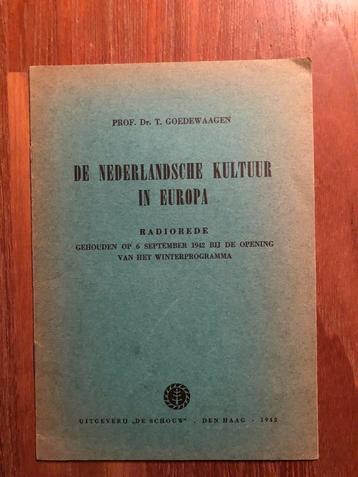 PROF. Dr. T. GOEDEWAAGEN
DE NEDERLANDSCHE KULTUUR
IN EUROPA
RADIOREDE
GEHOUDEN OP 6 SEPTEMBER 1942 BIJ DE OPENING
VAN HET WINTERPROGRAMMA
UITGEVERIJ „DE SCHOUW" . DEN HAAG - 1942